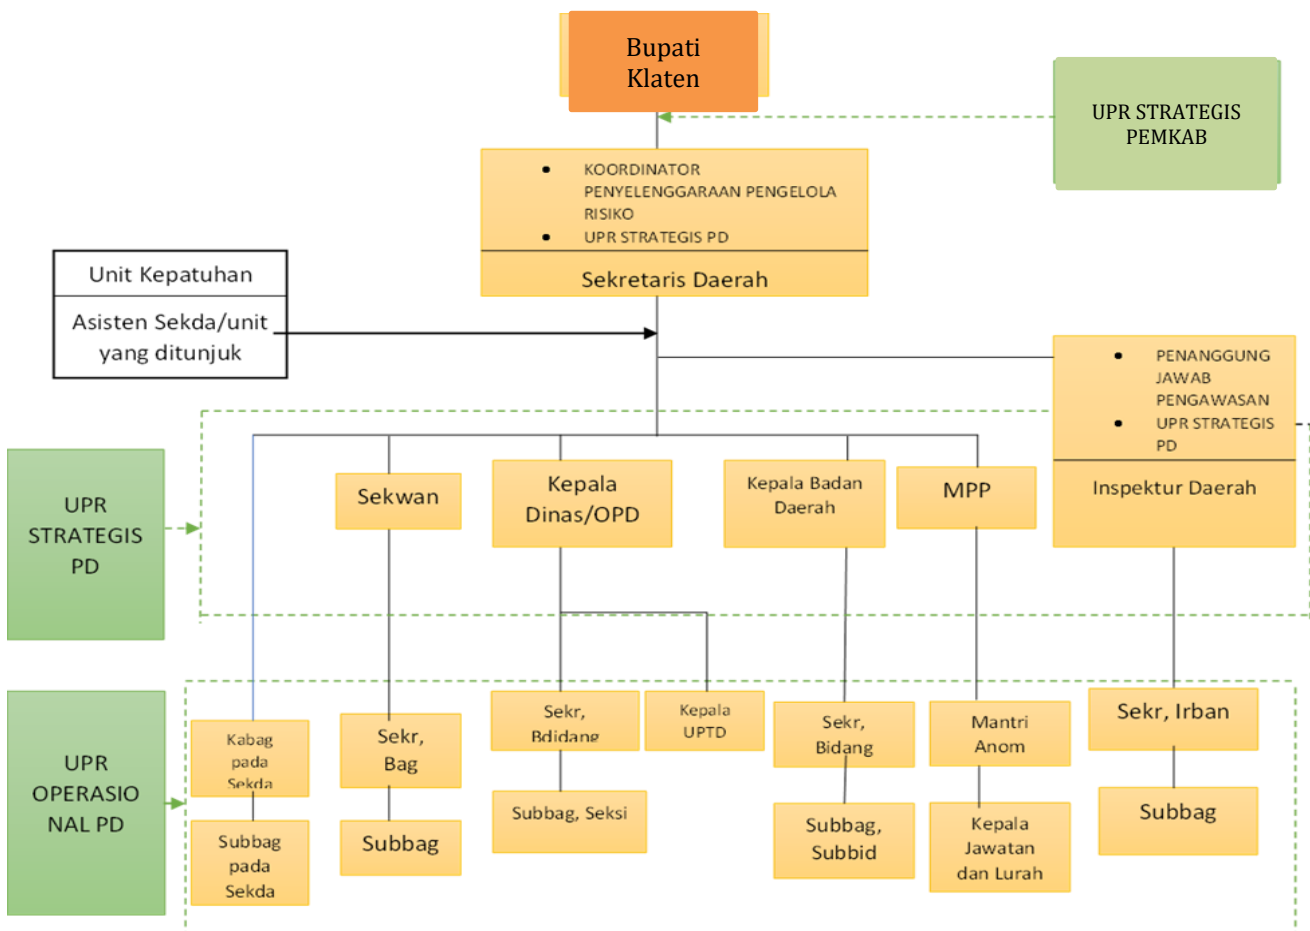 Bupati
Klaten
UPR STRATEGIS
PEMKAB
• KOORDINATOR
PENYELENGGARAAN PENGELOLA
RISIKO
• UPR STRATEGIS PD
Sekretaris Daerah
Unit Kepatuhan
Asisten Sekda/unit
yang ditunjuk
• PENANGGUNG
JAWAB
PENGAWASAN
• UPR STRATEGIS
PD
Inspektur Daerah
UPR
STRATEGIS
PD
Sekwan
Kepala
Dinas/OPD
Kepala Badan
Daerah
MPP
UPR
OPERASIO
NAL PD
Kabag
pada
Sekda
Sekr,
Bag
Sekr,
Bdidang
Kepala
UPTD
Sekr,
Bidang
Mantri
Anom
Sekr, Irban
Subbag
pada
Sekda
Subbag
Subbag, Seksi
Subbag,
Subbid
Kepala
Jawatan
dan Lurah
Subbag